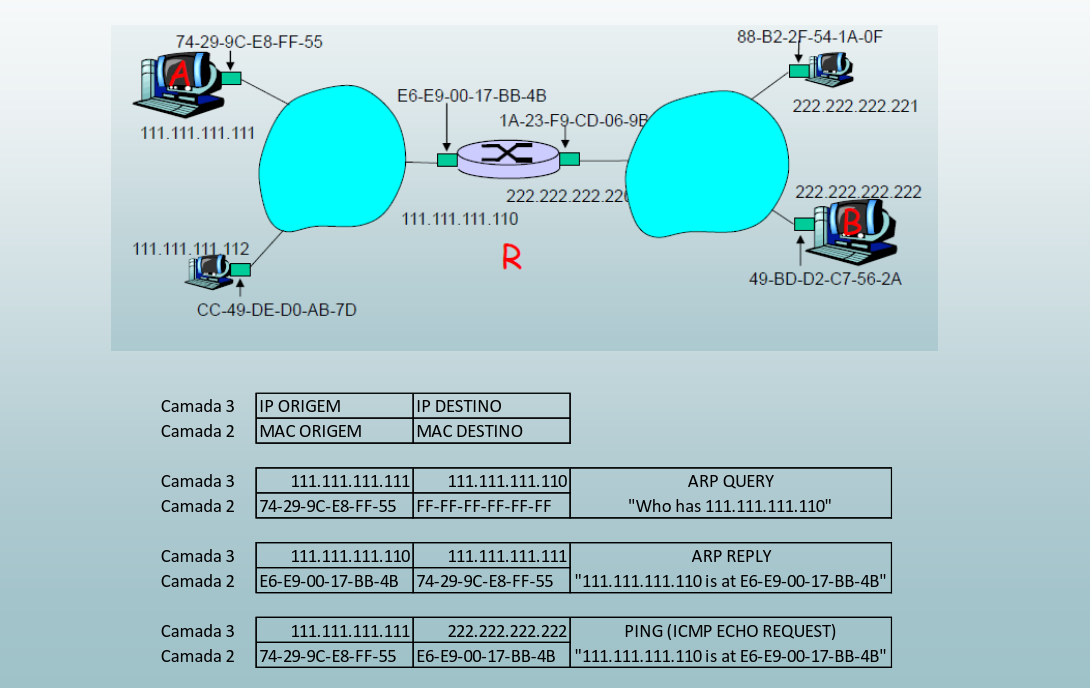 74-29-9C-E8-FF-55
88-B2-2F-54-1A-0F
A
E6-E9-00-17-BB-4B
222.222.222.221
1A-23-F9-CD-06-9B
111.111.111.111
222.222.222.220
222.222.222.222
111.111.111.110
B
111.111.111.112
R
49-BD-D2-C7-56-2A
CC-49-DE-D0-AB-7D
Camada 3 IP ORIGEM IP DESTINO
Camada 2 MAC ORIGEM MAC DESTINO
Camada 3 111.111.111.111 111.111.111.110 ARP QUERY
Camada 2 74-29-9C-E8-FF-55 FF-FF-FF-FF-FF-FF "Who has 111.111.111.110"
Camada 3 111.111.111.110 111.111.111.111 ARP REPLY
Camada 2 E6-E9-00-17-BB-4B 74-29-9C-E8-FF-55 "111.111.111.110 is at E6-E9-00-17-BB-4B"
Camada 3 111.111.111.111 222.222.222.222 PING (ICMP ECHO REQUEST)
Camada 2 74-29-9C-E8-FF-55 E6-E9-00-17-BB-4B "111.111.111.110 is at E6-E9-00-17-BB-4B"